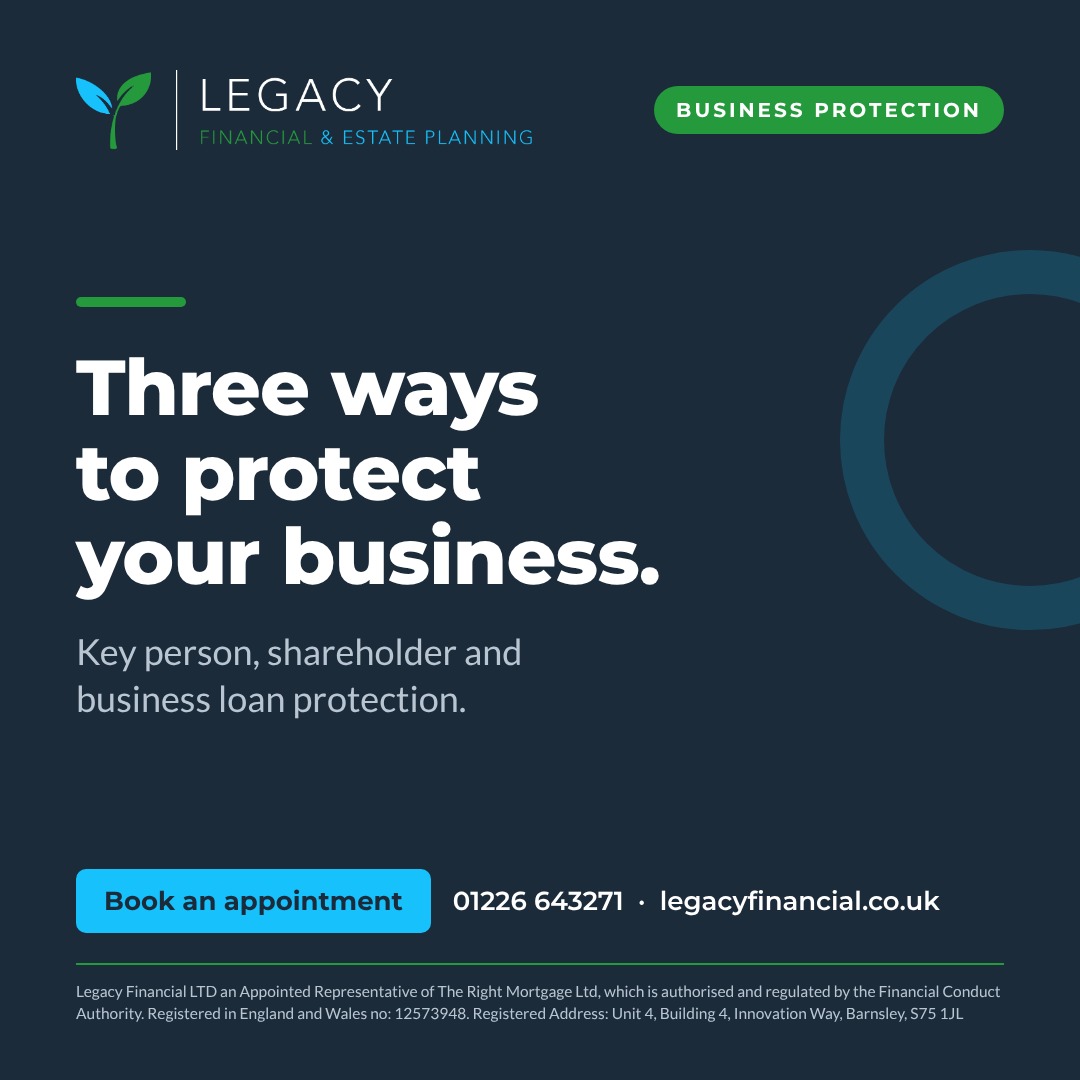 LEGACY
FINANCIAL & ESTATE PLANNING
BUSINESS PROTECTION
Three ways
to protect
your business.
Key person, shareholder and
business loan protection.
Book an appointment
01226 643271 · legacyfinancial.co.uk
Legacy Financial LTD an Appointed Representative of The Right Mortgage Ltd, which is authorised and regulated by the Financial Conduct
Authority. Registered in England and Wales no: 12573948. Registered Address: Unit 4, Building 4, Innovation Way, Barnsley, S75 1JL